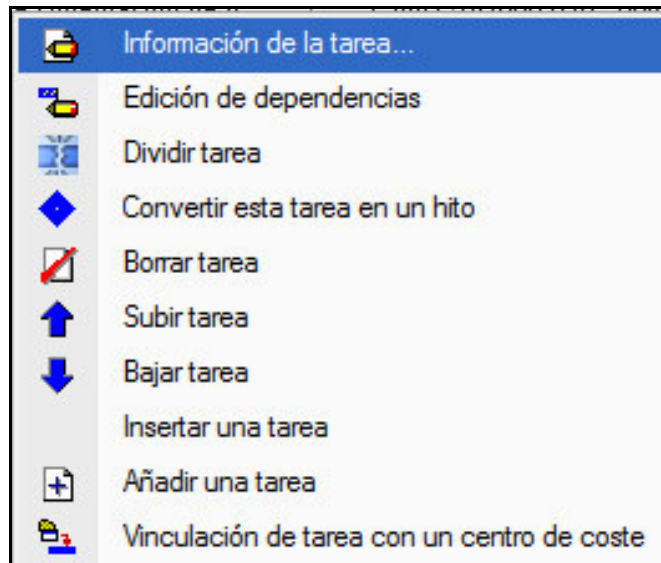 Información de la tarea...
Edición de dependencias
Dividir tarea
Convertir esta tarea en un hito
Borrar tarea
Subir tarea
Bajar tarea
Insertar una tarea
Añadir una tarea
Vinculación de tarea con un centro de coste